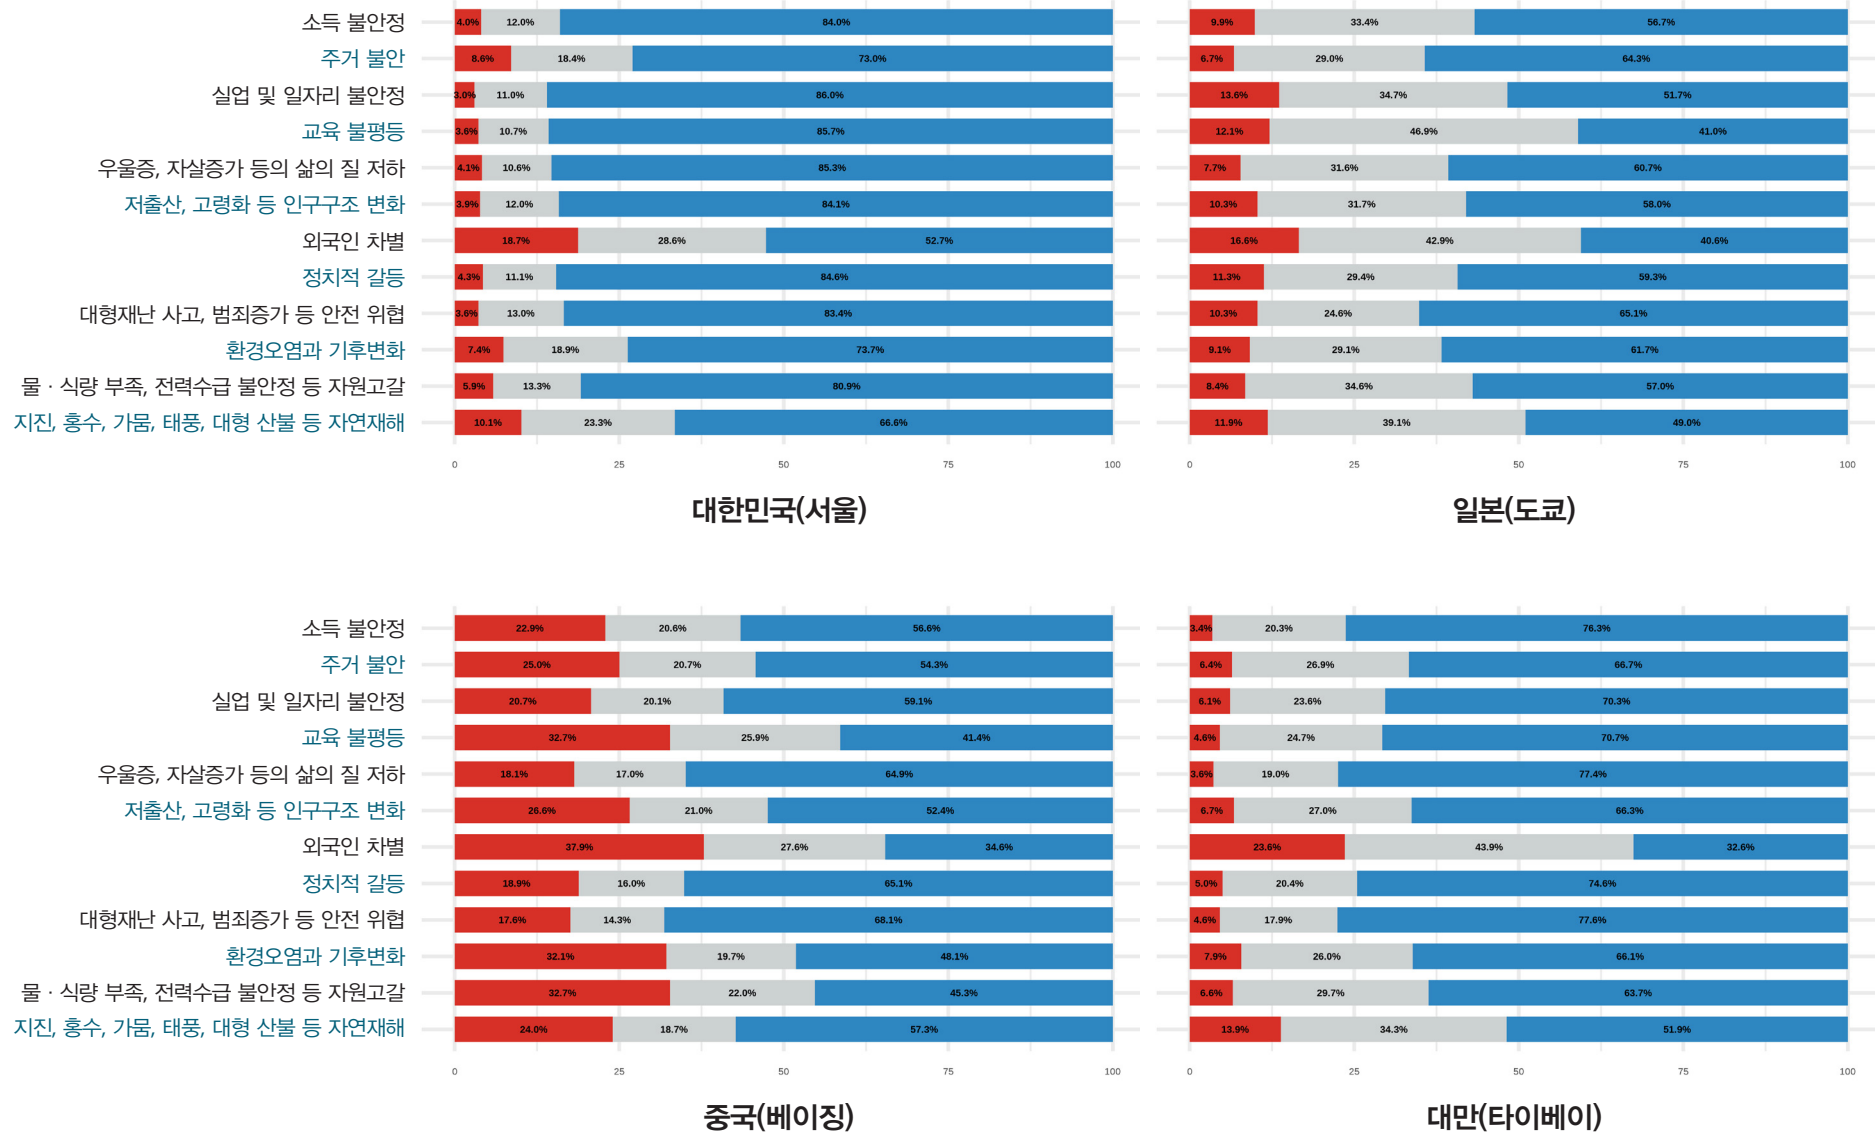 소득 불안정 4.0% 12.0% 84.0% 9.9% 33.4% 56.7%
주거 불안 8.6% 18.4% 73.0% 6.7% 29.0% 64.3%
실업 및 일자리 불안정 3.0% 11.0% 86.0% 13.6% 34.7% 51.7%
교육 불평등 3.6% 10.7% 85.7% 12.1% 46.9% 41.0%
우울증, 자살증가 등의 삶의 질 저하 4.1% 10.6% 85.3% 7.7% 31.6% 60.7%
저출산, 고령화 등 인구구조 변화 3.9% 12.0% 84.1% 10.3% 31.7% 58.0%
외국인 차별 18.7% 28.6% 52.7% 16.6% 42.9% 40.6%
정치적 갈등 4.3% 11.1% 84.6% 11.3% 29.4% 59.3%
대형재난 사고, 범죄증가 등 안전 위협 3.6% 13.0% 83.4% 10.3% 24.6% 65.1%
환경오염과 기후변화 7.4% 18.9% 73.7% 9.1% 29.1% 61.7%
물 · 식량 부족, 전력수급 불안정 등 자원고갈 5.9% 13.3% 80.9% 8.4% 34.6% 57.0%
지진, 홍수, 가뭄, 태풍, 대형 산불 등 자연재해 10.1% 23.3% 66.6% 11.9% 39.1% 49.0%
0 25 50 75 100 0 25 50 75 100
대한민국(서울) 일본(도쿄)
소득 불안정 22.9% 20.6% 56.6% 3.4% 20.3% 76.3%
주거 불안 25.0% 20.7% 54.3% 6.4% 26.9% 66.7%
실업 및 일자리 불안정 20.7% 20.1% 59.1% 6.1% 23.6% 70.3%
교육 불평등 32.7% 25.9% 41.4% 4.6% 24.7% 70.7%
우울증, 자살증가 등의 삶의 질 저하 18.1% 17.0% 64.9% 3.6% 19.0% 77.4%
저출산, 고령화 등 인구구조 변화 26.6% 21.0% 52.4% 6.7% 27.0% 66.3%
외국인 차별 37.9% 27.6% 34.6% 23.6% 43.9% 32.6%
정치적 갈등 18.9% 16.0% 65.1% 5.0% 20.4% 74.6%
대형재난 사고, 범죄증가 등 안전 위협 17.6% 14.3% 68.1% 4.6% 17.9% 77.6%
환경오염과 기후변화 32.1% 19.7% 48.1% 7.9% 26.0% 66.1%
물 · 식량 부족, 전력수급 불안정 등 자원고갈 32.7% 22.0% 45.3% 6.6% 29.7% 63.7%
지진, 홍수, 가뭄, 태풍, 대형 산불 등 자연재해 24.0% 18.7% 57.3% 13.9% 34.3% 51.9%
0 25 50 75 100 0 25 50 75 100
중국(베이징) 대만(타이베이)